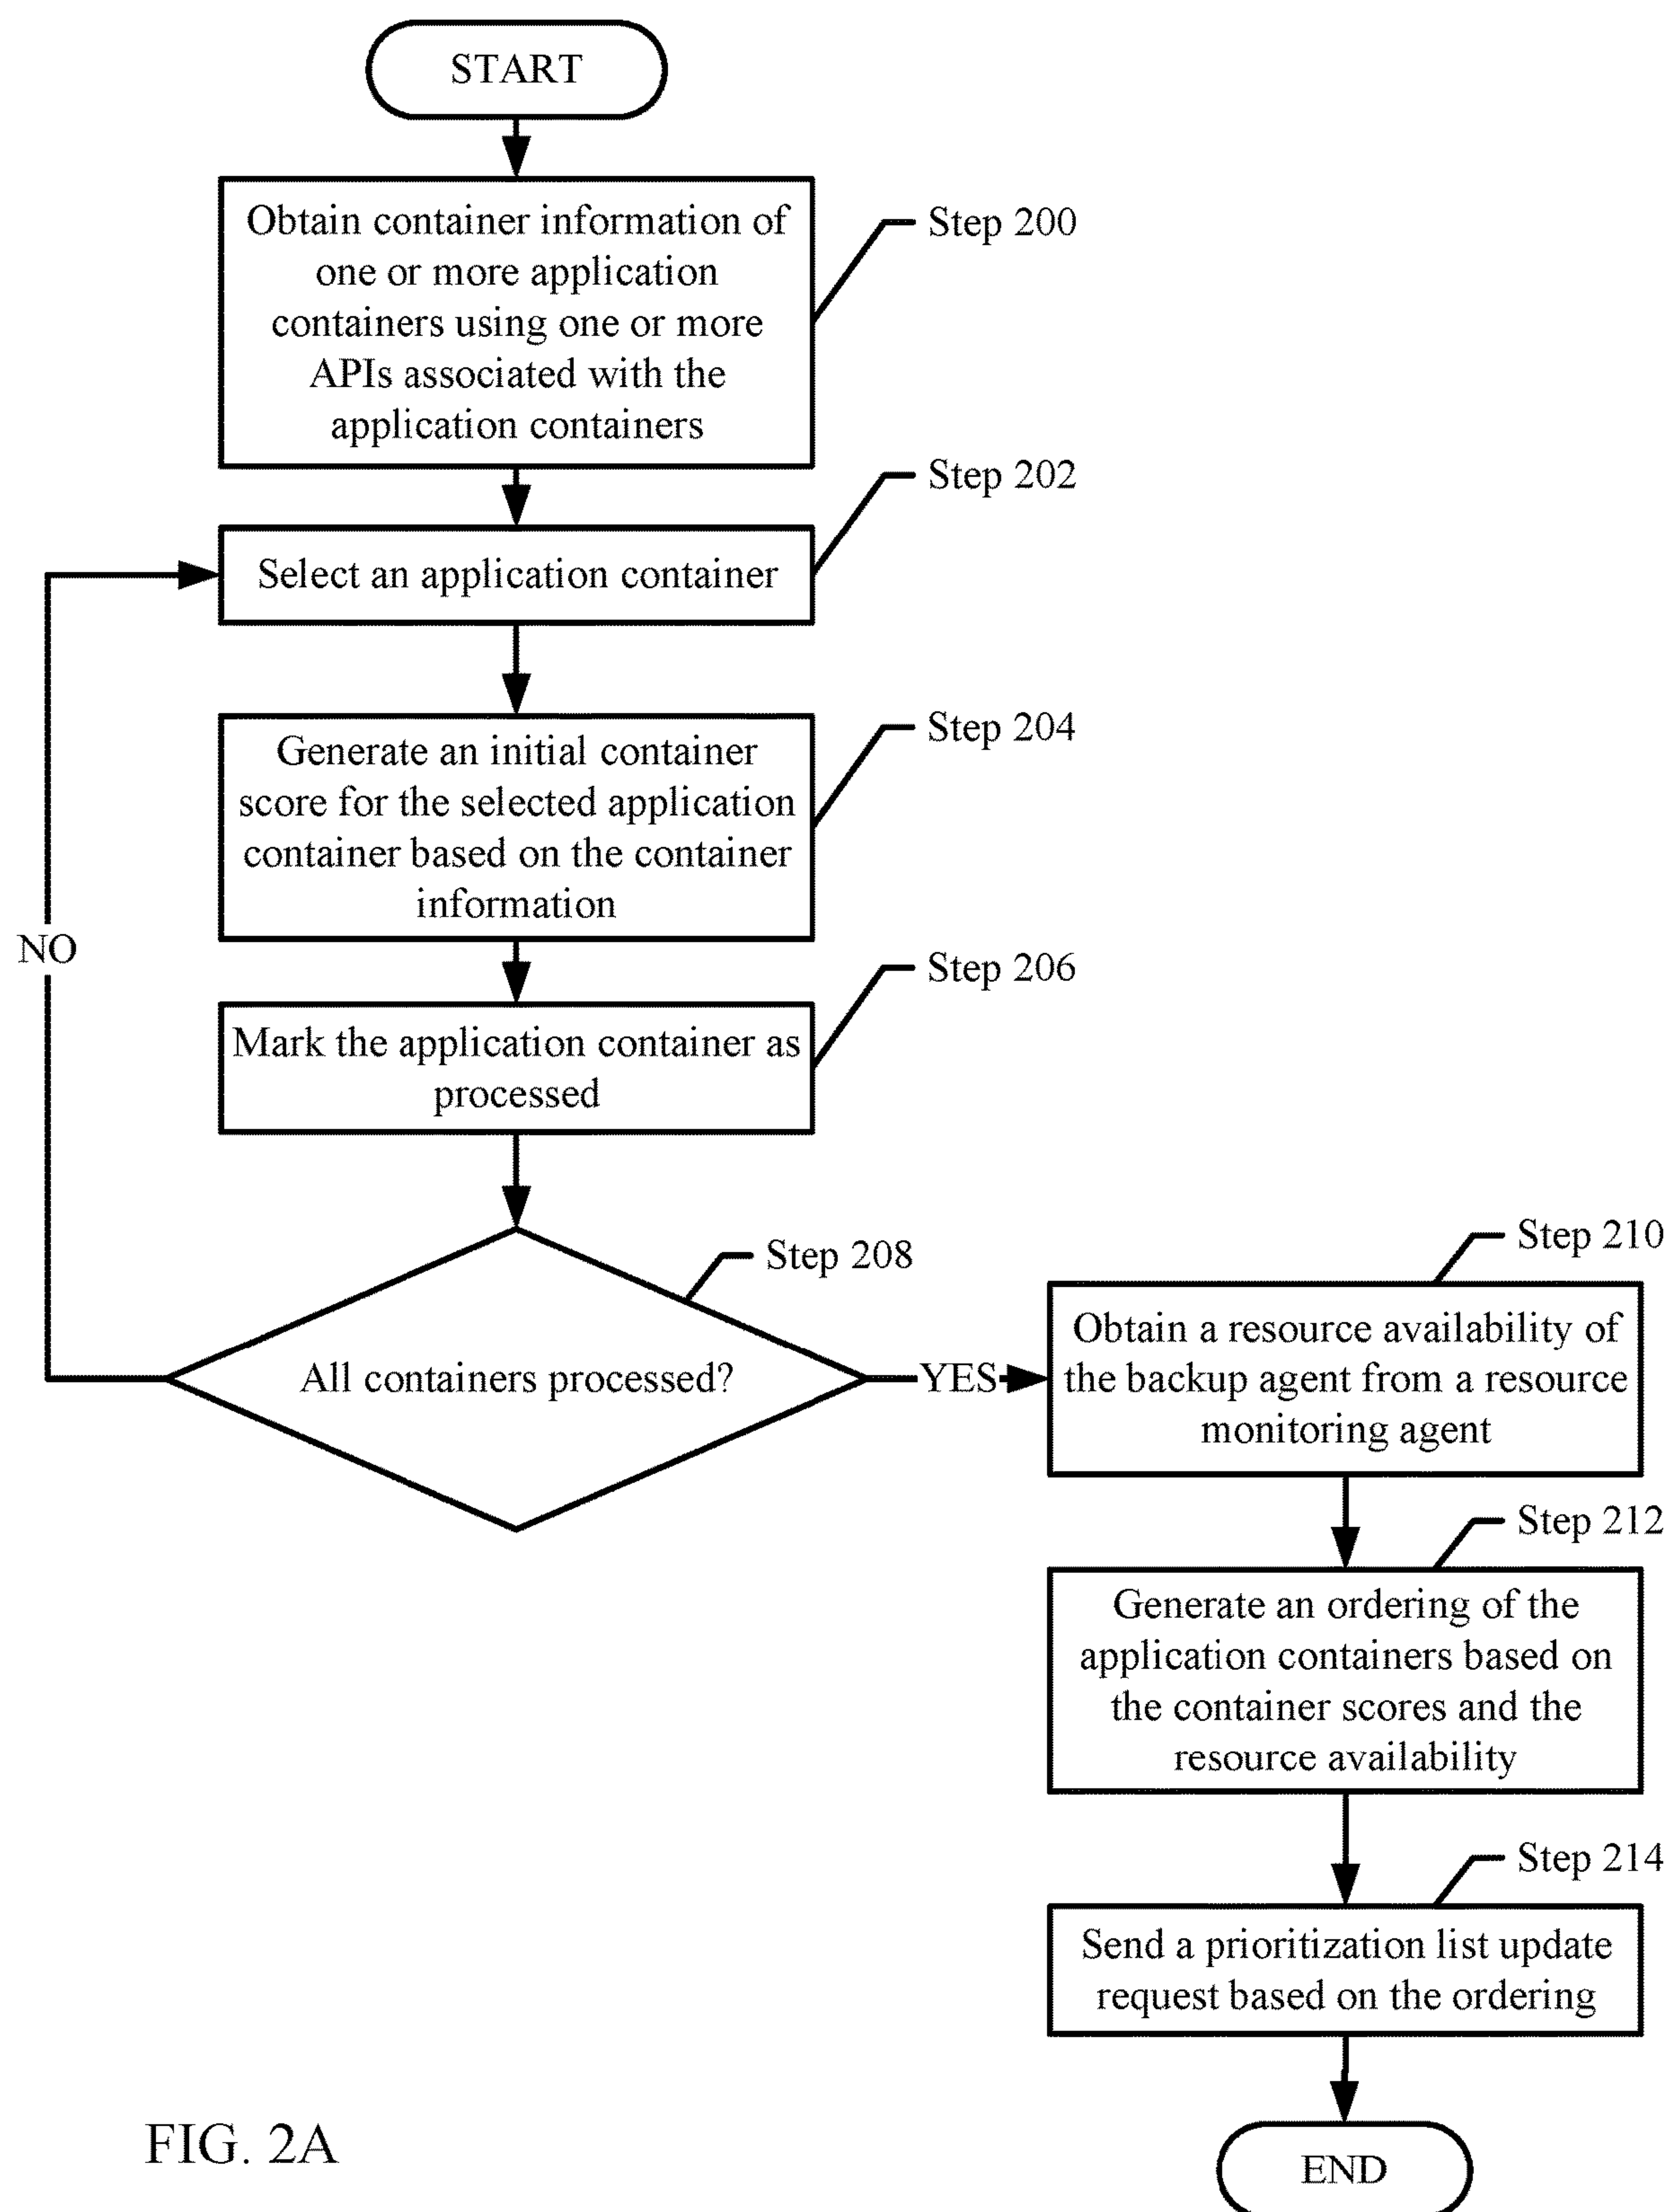 START
Obtain container information of
one or more application
containers using one or more
APIs associated with the
application containers
Step 200
Step 202
Select an application container
Step 204
Generate an initial container
score for the selected application
container based on the container
information
NO
Step 206
Mark the application container as
processed
Step 208
All containers processed?
YES
Step 210
Obtain a resource availability of
the backup agent from a resource
monitoring agent
Step 212
Generate an ordering of the
application containers based on
the container scores and the
resource availability
Step 214
Send a prioritization list update
request based on the ordering
END
FIG. 2A